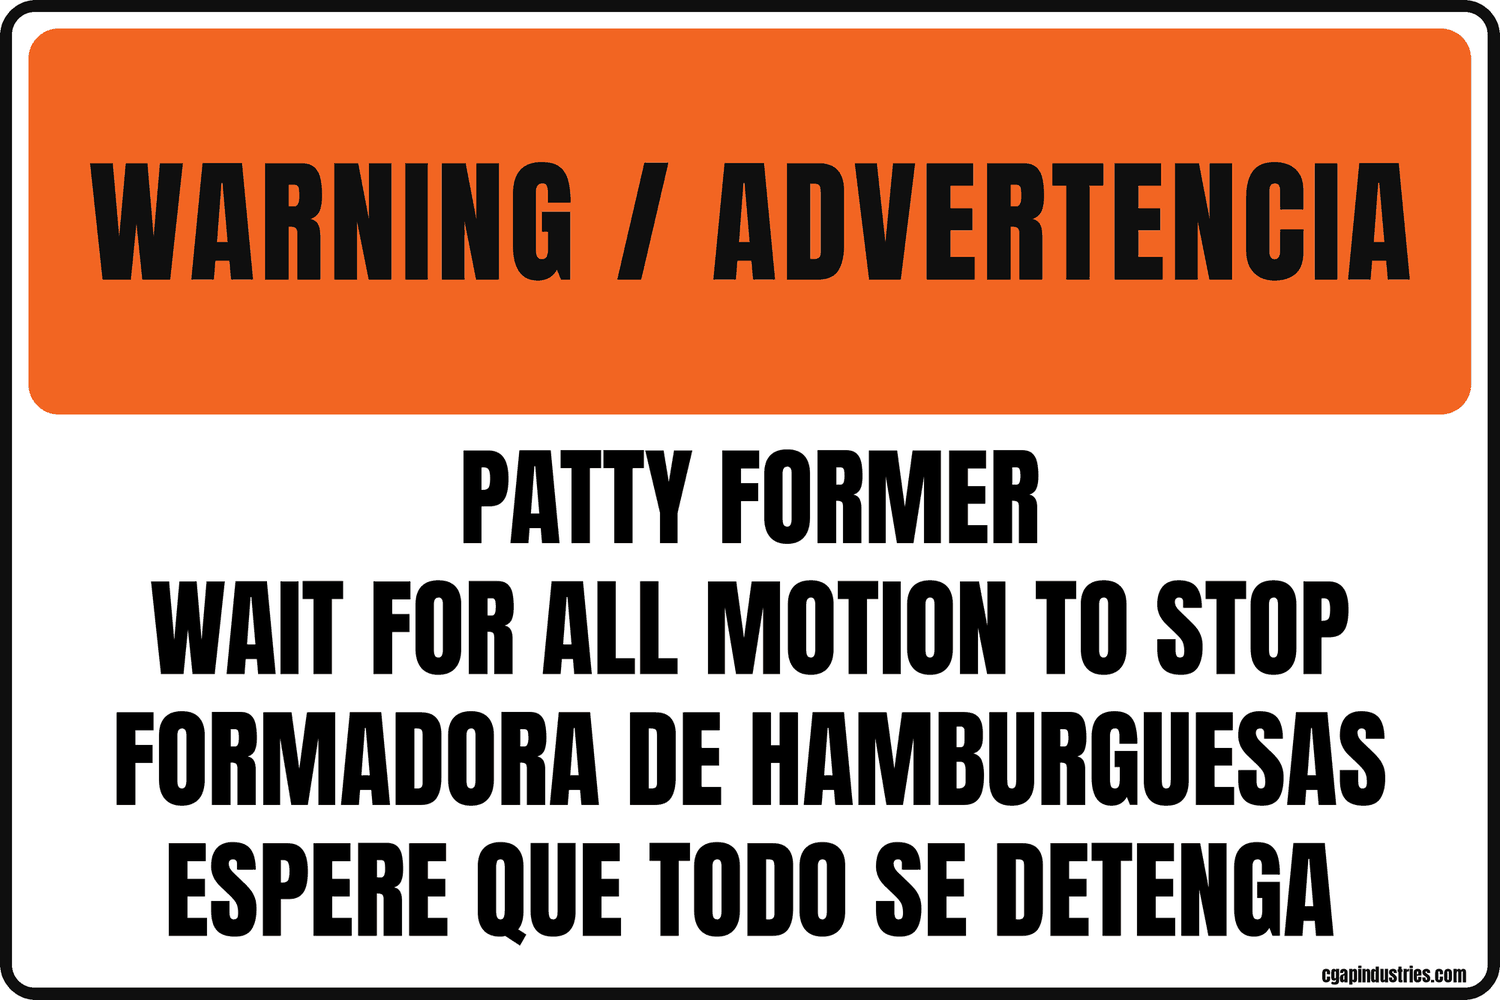 WARNING / ADVERTENCIA
PATTY FORMER
WAIT FOR ALL MOTION TO STOP
FORMADORA DE HAMBURGUESAS
ESPERE QUE TODO SE DETENGA
cgapindustries.com